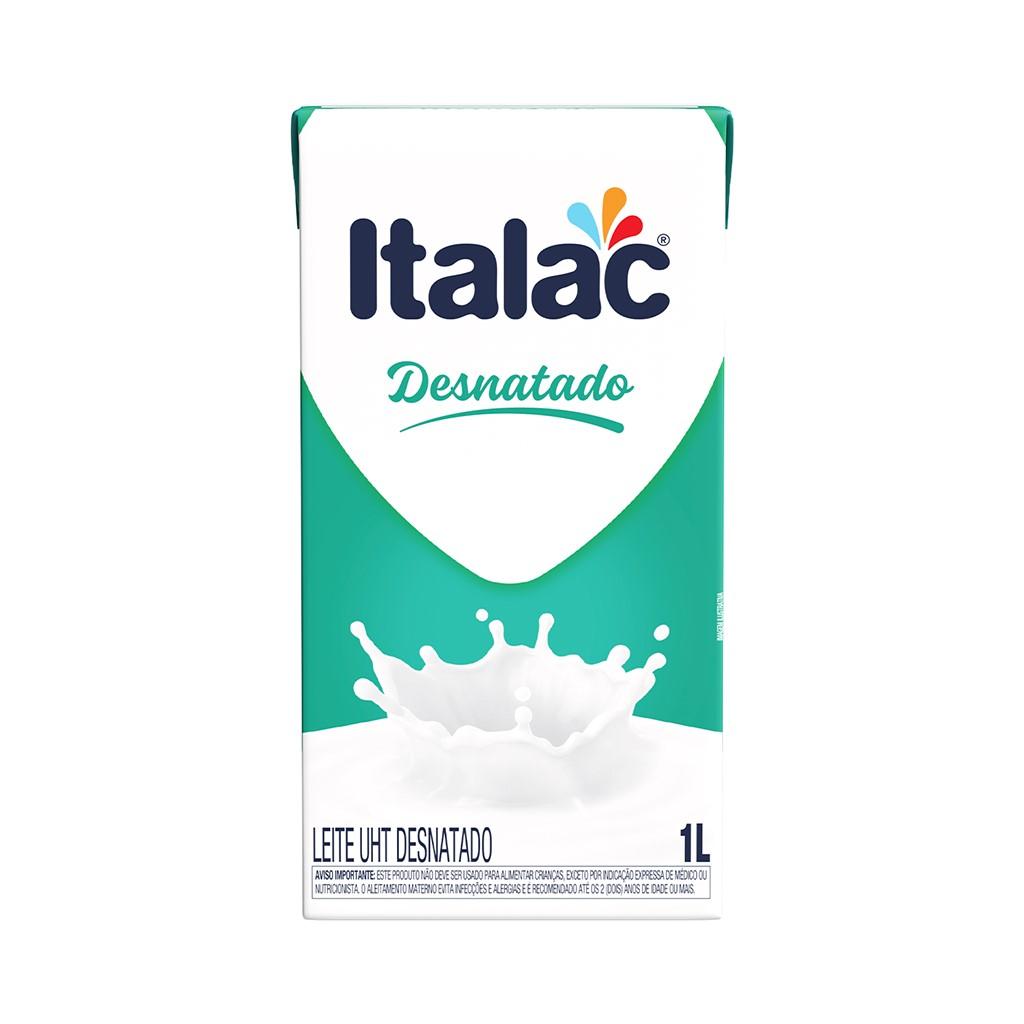 Italac®
Desnatado
IMAGEM ILUSTRATIVA
LEITE UHT DESNATADO
1L
AVISO IMPORTANTE: ESTE PRODUTO NÃO DEVE SER USADO PARA ALIMENTAR CRIANÇAS, EXCETO POR INDICAÇÃO EXPRESSA DE MÉDICO OU
NUTRICIONISTA. O ALEITAMENTO MATERNO EVITA INFECÇÕES E ALERGIAS E É RECOMENDADO ATÉ OS 2 (DOIS) ANOS DE IDADE OU MAIS.